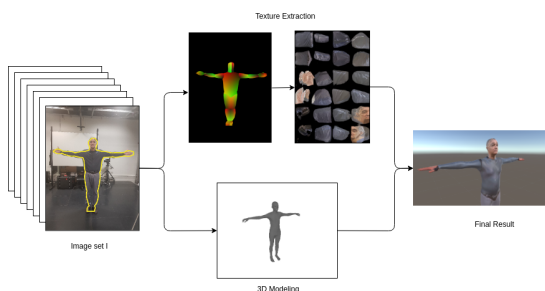 Texture Extraction
Image set I
Final Result
3D Modeling